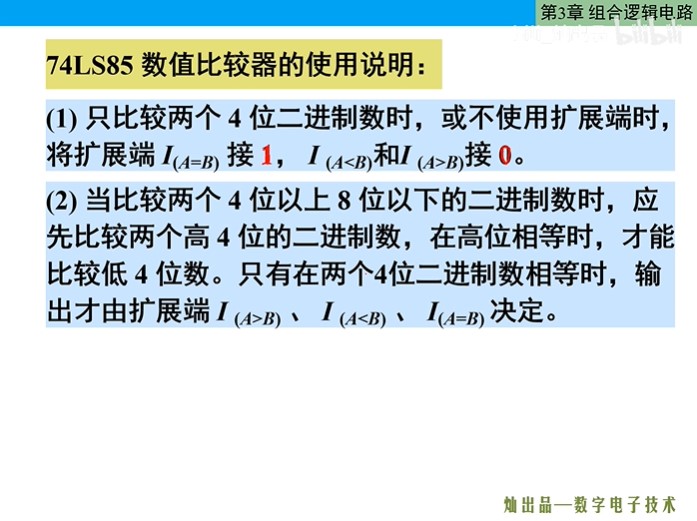 第3章 组合逻辑电路
bilibili
74LS85 数值比较器的使用说明：
(1) 只比较两个 4 位二进制数时，或不使用扩展端时，
将扩展端 I(A=B) 接 1， I (A<B)和I (A>B)接 0。
(2) 当比较两个 4 位以上 8 位以下的二进制数时，应
先比较两个高 4 位的二进制数，在高位相等时，才能
比较低 4 位数。只有在两个4位二进制数相等时，输
出才由扩展端 I (A>B) 、 I (A<B) 、 I(A=B) 决定。
灿出品—数字电子技术